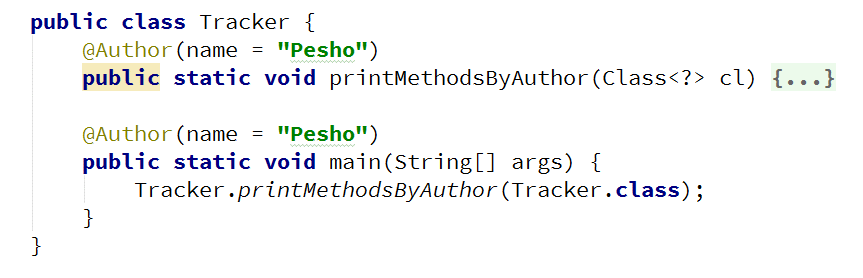 public class Tracker {
@Author(name = "Pesho")
public static void printMethodsByAuthor(Class<?> cl) {...}
@Author(name = "Pesho")
public static void main(String[] args) {
Tracker.printMethodsByAuthor(Tracker.class);
}
}